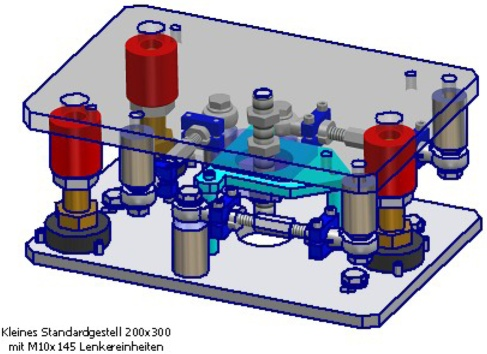 Kleines Standardgestell 200x300
mit M10x145 Lenkereinheiten